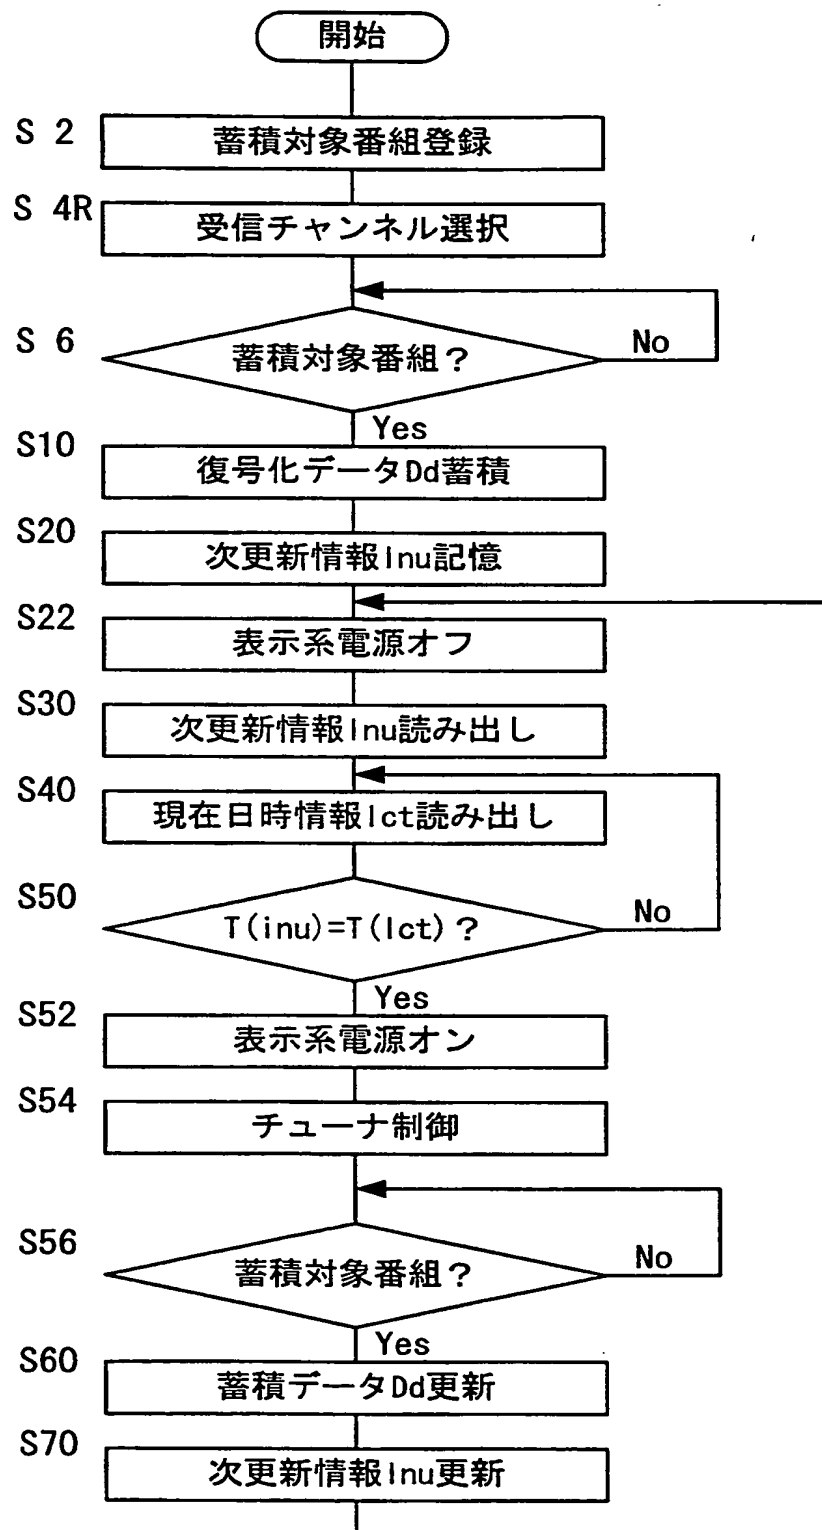 開始
S 2
蓄積対象番組登録
S 4R
受信チャンネル選択
S 6
蓄積対象番組？
No
Yes
S10
復号化データDd蓄積
S20
次更新情報Inu記憶
S22
表示系電源オフ
S30
次更新情報Inu読み出し
S40
現在日時情報Ict読み出し
S50
T(inu)=T(Ict)？
No
Yes
S52
表示系電源オン
S54
チューナ制御
S56
蓄積対象番組？
No
Yes
S60
蓄積データDd更新
S70
次更新情報Inu更新